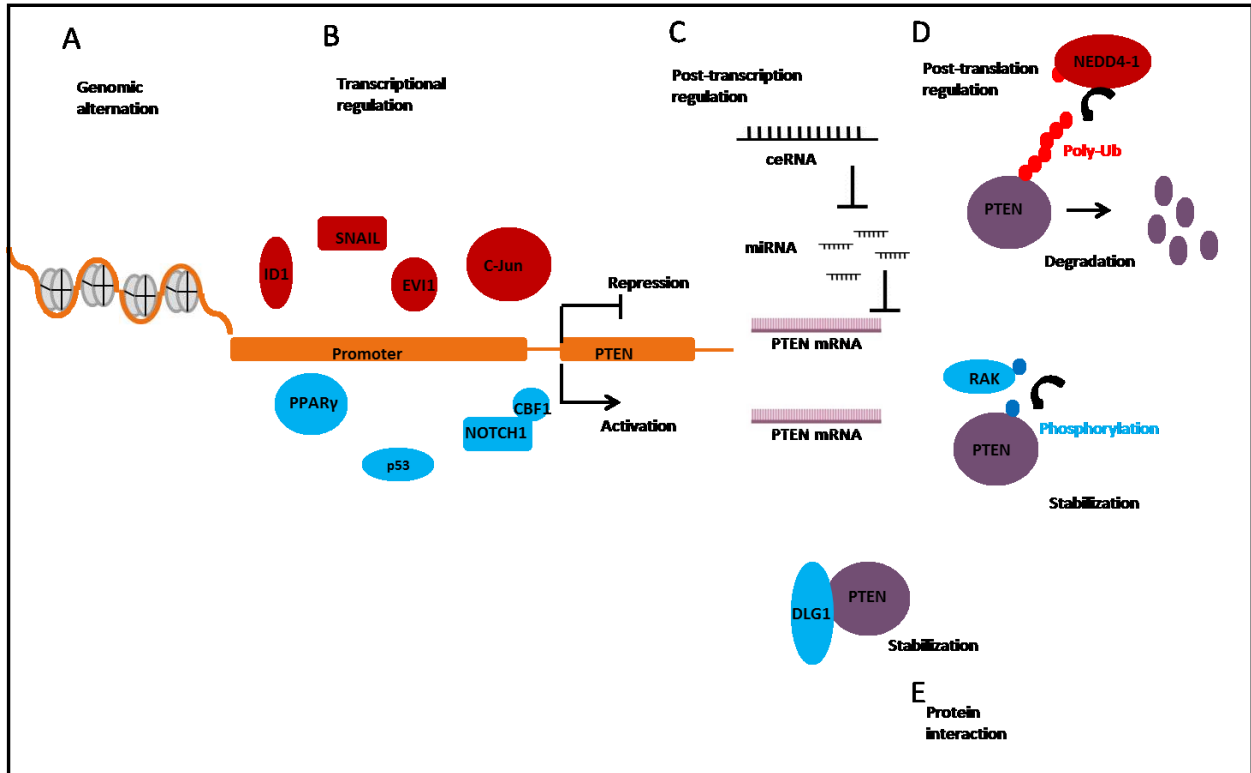 A
Genomic
alternation
B
Transcriptional
regulation
ID1
SNAIL
EVI1
C-Jun
Repression
Promoter
PTEN
PPARγ
CBF1
NOTCH1
p53
Activation
C
Post-transcription
regulation
ceRNA
miRNA
PTEN mRNA
PTEN mRNA
D
Post-translation
regulation
NEDD4-1
Poly-Ub
PTEN
Degradation
RAK
Phosphorylation
PTEN
Stabilization
DLG1
PTEN
Stabilization
E
Protein
interaction